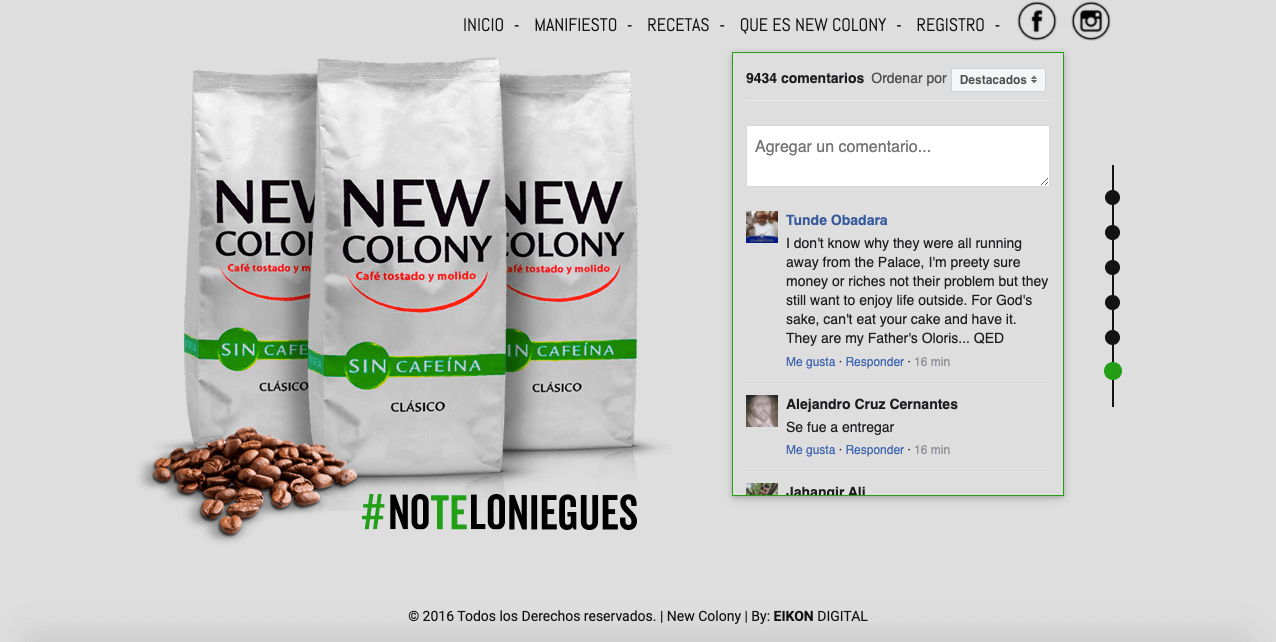 INICIO - MANIFIESTO - RECETAS - QUE ES NEW COLONY - REGISTRO -
NEW
COLONY
Café tostado y molido
SIN CAFEÍNA
CLÁSICO
NEW
COLONY
Café tostado y molido
SIN CAFEÍNA
CLÁSICO
NEW
COLONY
Café tostado y molido
CAFEÍNA
CLÁSICO
#NOTELONIEGUES
9434 comentarios Ordenar por Destacados
Agregar un comentario...
Tunde Obadara
I don't know why they were all running
away from the Palace, I'm preety sure
money or riches not their problem but they
still want to enjoy life outside. For God's
sake, can't eat your cake and have it.
They are my Father's Oloris... QED
Me gusta · Responder · 16 min
Alejandro Cruz Cernantes
Se fue a entregar
Me gusta · Responder · 16 min
Jahangir Ali
© 2016 Todos los Derechos reservados. | New Colony | By: EIKON DIGITAL